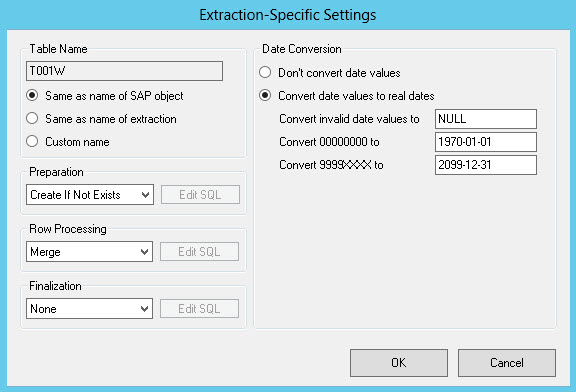 Extraction-Specific Settings
Table Name
T001W
Same as name of SAP object
Same as name of extraction
Custom name
Preparation
Create If Not Exists
Edit SQL
Row Processing
Merge
Edit SQL
Finalization
None
Edit SQL
Date Conversion
Don't convert date values
Convert date values to real dates
Convert invalid date values to
NULL
Convert 00000000 to
1970-01-01
Convert 9999XXXX to
2099-12-31
OK
Cancel